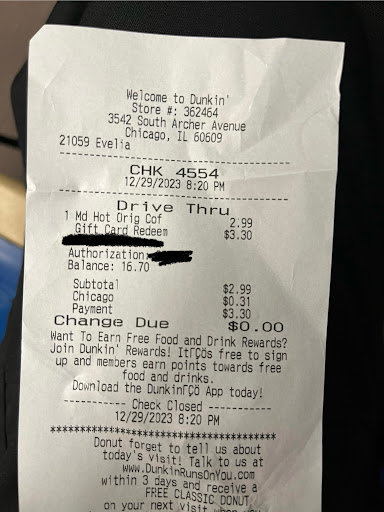 Welcome to Dunkin'
Store #: 362464
3542 South Archer Avenue
Chicago, IL 60609
21059 Evelia
CHK 4554
12/29/2023 8:20 PM
Drive Thru
1 Md Hot Orig Cof 2.99
Gift Card Redeem $3.30
Authorization:
Balance: 16.70
Subtotal $2.99
Chicago $0.31
Payment $3.30
Change Due $0.00
Want To Earn Free Food and Drink Rewards?
Join Dunkin' Rewards! ItΓÇÖs free to sign
up and members earn points towards free
food and drinks.
Download the DunkinΓÇÖ App today!
---------- Check Closed ----------
12/29/2023 8:20 PM
************************************
Donut forget to tell us about
today's visit! Talk to us at
www.DunkinRunsOnYou.com
within 3 days and receive a
FREE CLASSIC DONUT
on your next visit when